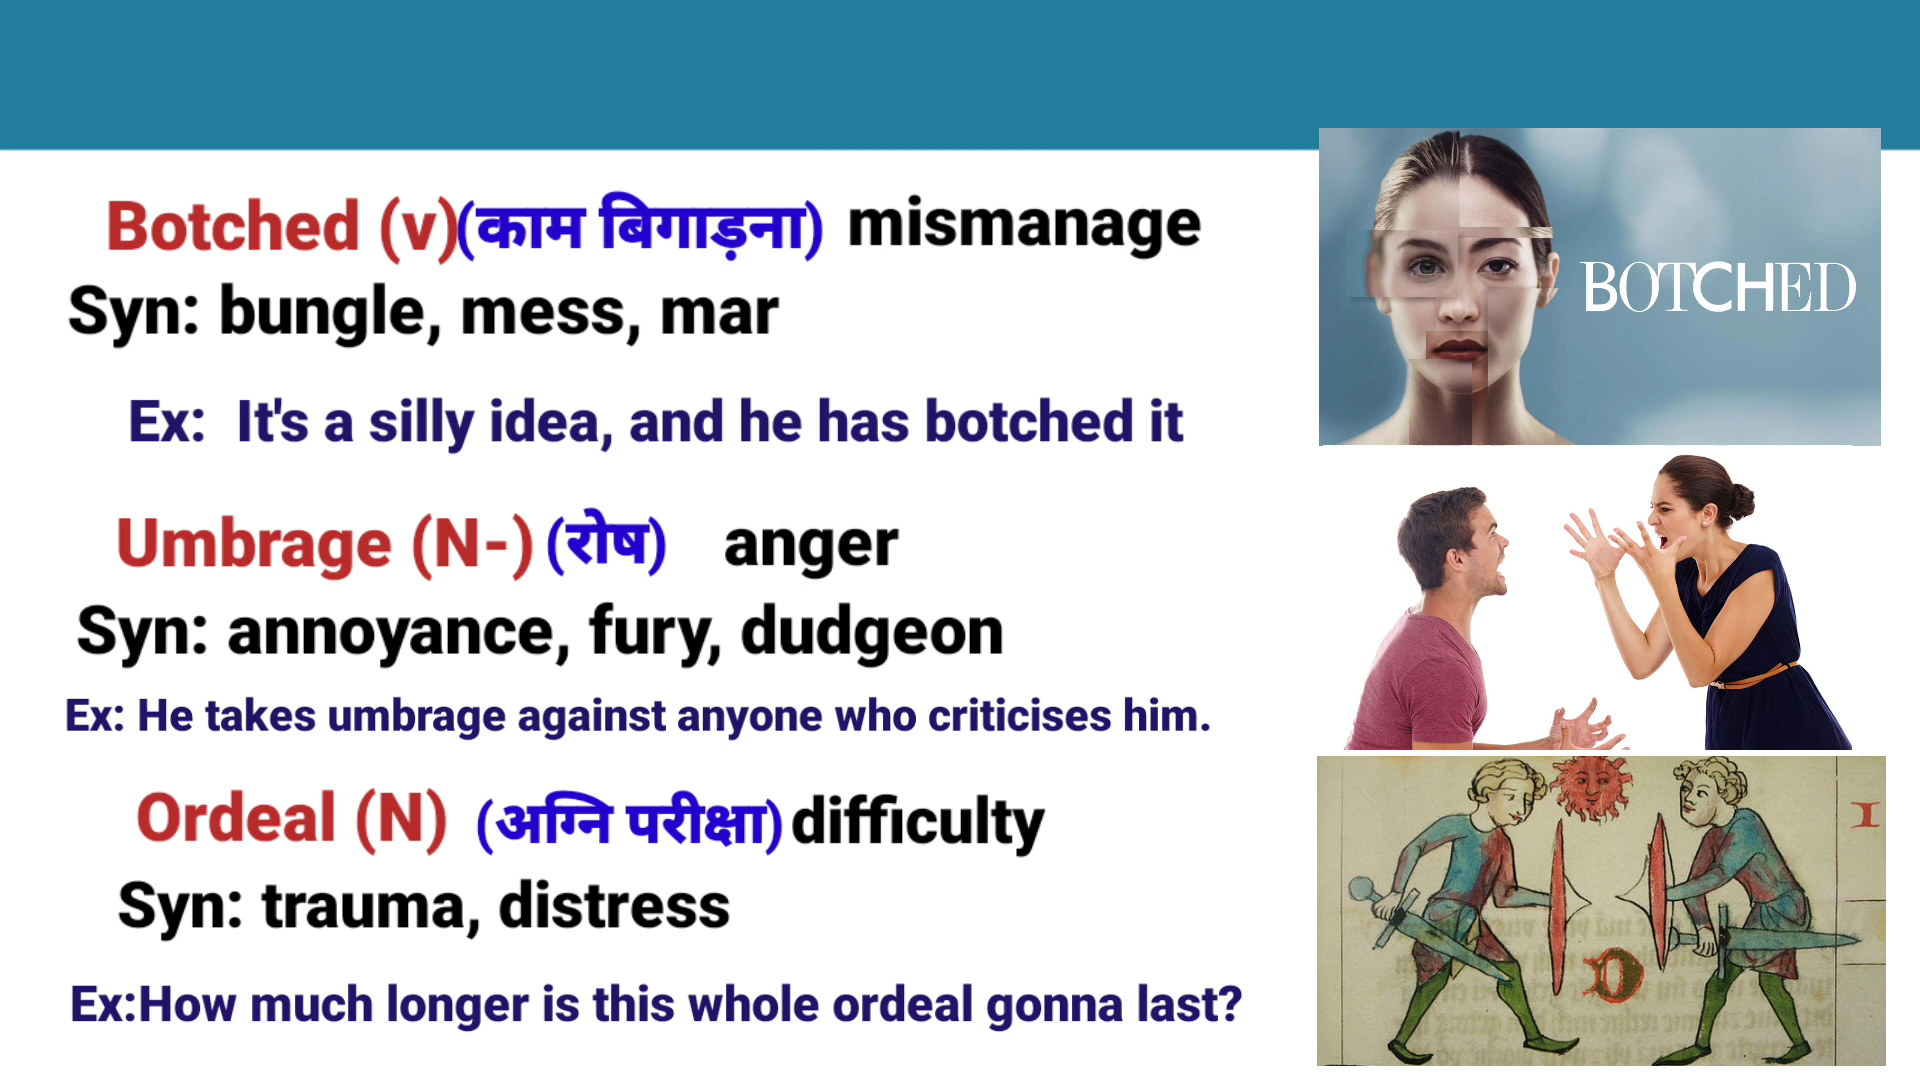 Botched (v)(काम बिगाड़ना) mismanage
Syn: bungle, mess, mar
Ex: It's a silly idea, and he has botched it
BOTCHED
Umbrage (N-) (रोष) anger
Syn: annoyance, fury, dudgeon
Ex: He takes umbrage against anyone who criticises him.
Ordeal (N) (अग्नि परीक्षा) difficulty
Syn: trauma, distress
Ex:How much longer is this whole ordeal gonna last?
I